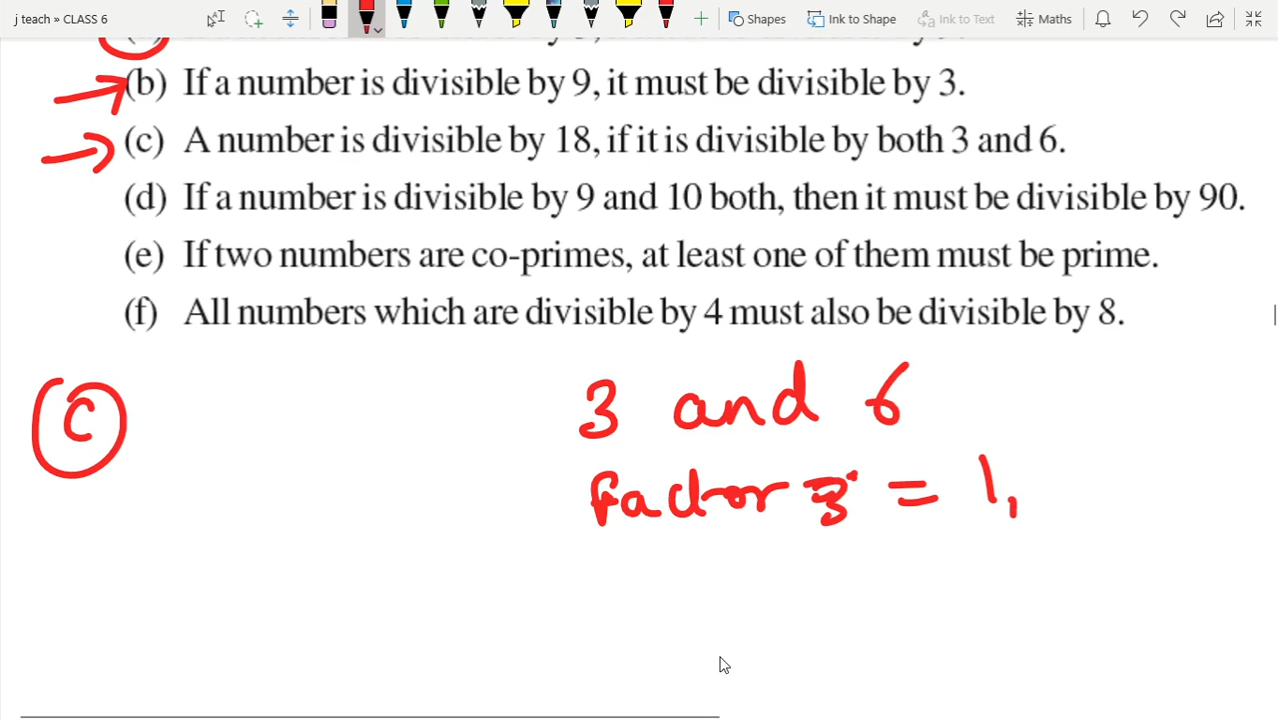 j teach » CLASS 6
Shapes
Ink to Shape
Ink to Text
Maths
(b) If a number is divisible by 9, it must be divisible by 3.
(c) A number is divisible by 18, if it is divisible by both 3 and 6.
(d) If a number is divisible by 9 and 10 both, then it must be divisible by 90.
(e) If two numbers are co-primes, at least one of them must be prime.
(f) All numbers which are divisible by 4 must also be divisible by 8.
C
3 and 6
factor 3 = 1,